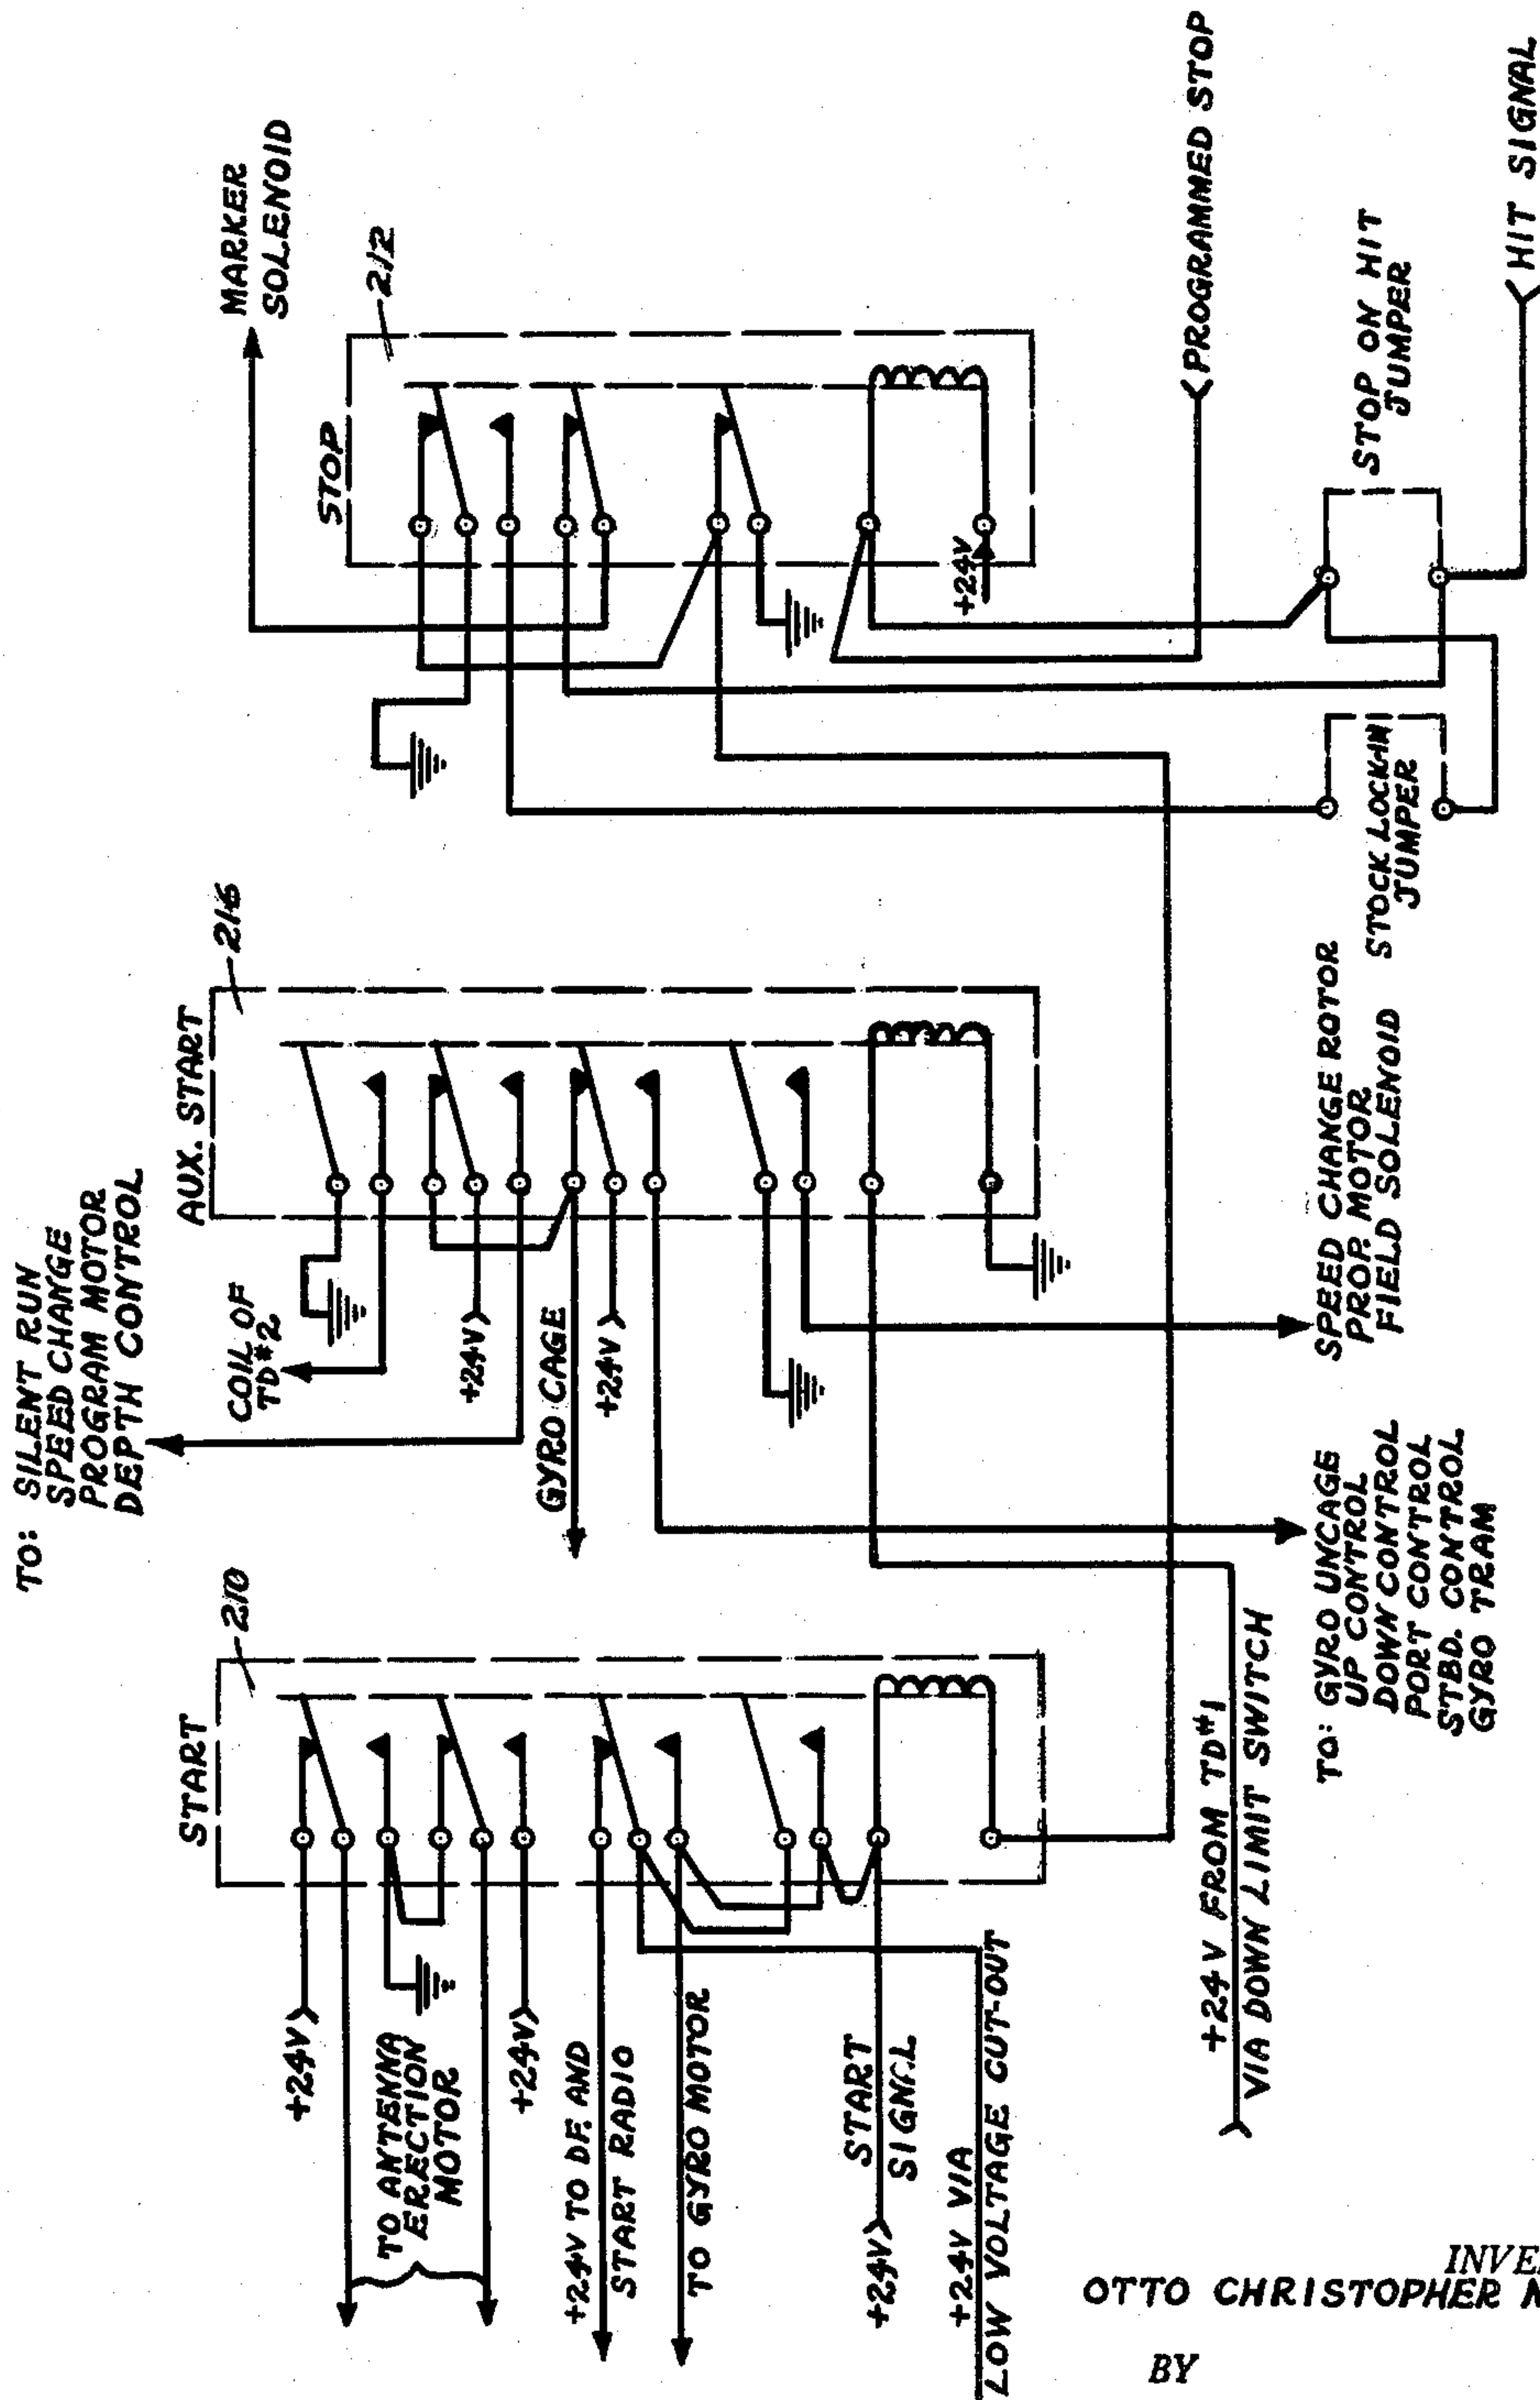 TO: SILENT RUN
SPEED CHANGE
PROGRAM MOTOR
DEPTH CONTROL
MARKER
SOLENOID
START
210
AUX. START
216
STOP
212
+24V
TO ANTENNA
ERECTION
MOTOR
+24V
+24V TO D.F. AND
START RADIO
TO GYRO MOTOR
START
SIGNAL
+24V
+24V VIA
LOW VOLTAGE CUT-OUT
COIL OF
TD#2
+24V
GYRO CAGE
+24V
+24V
+24V FROM TD#1
VIA DOWN LIMIT SWITCH
TO: GYRO UNCAGE
UP CONTROL
DOWN CONTROL
PORT CONTROL
STBD. CONTROL
GYRO TRAM
SPEED CHANGE ROTOR
PROP. MOTOR
FIELD SOLENOID
STOCK LOCK-IN
JUMPER
STOP ON HIT
JUMPER
PROGRAMMED STOP
HIT SIGNAL
INVE
OTTO CHRISTOPHER
BY